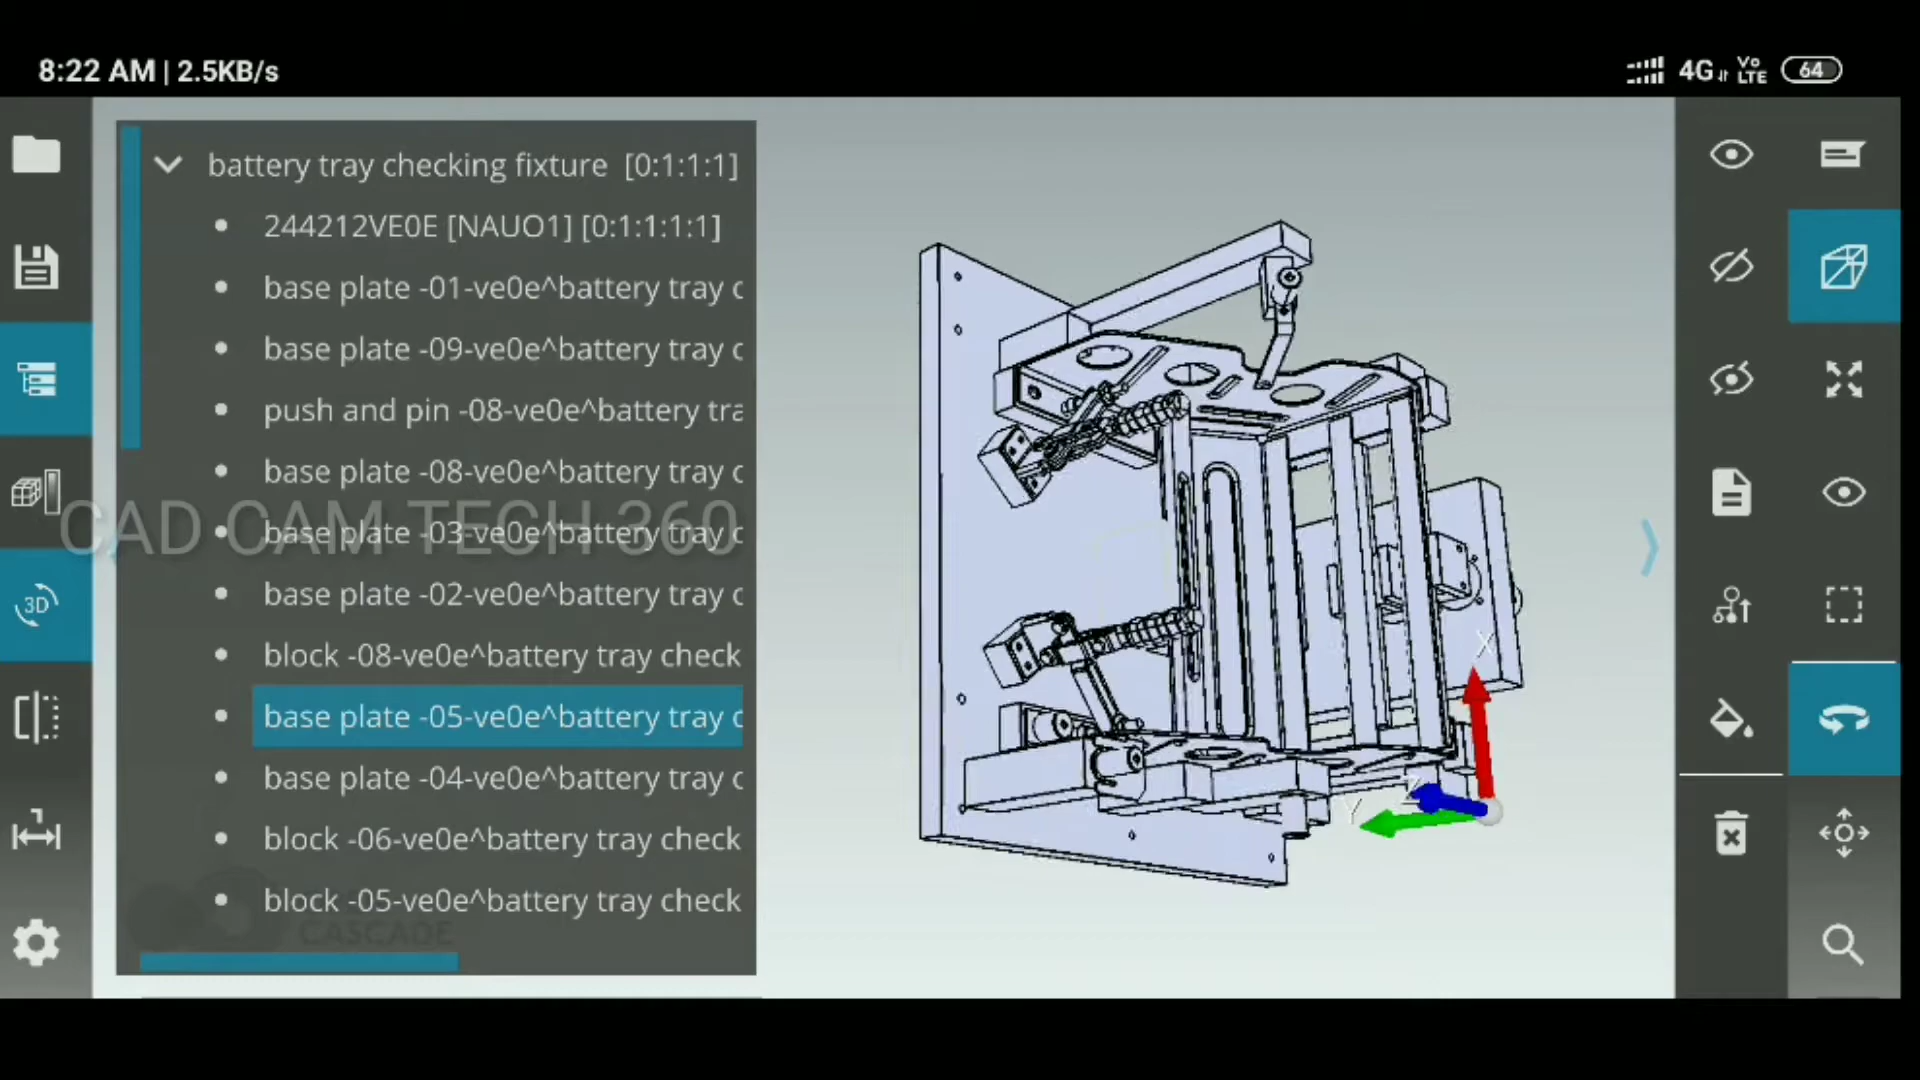 8:22 AM | 2.5KB/s
4G Vo LTE 64
battery tray checking fixture [0:1:1:1]
244212VE0E [NAUO1] [0:1:1:1:1]
base plate -01-ve0e^battery tray c
base plate -09-ve0e^battery tray c
push and pin -08-ve0e^battery tra
base plate -08-ve0e^battery tray c
CAD CAM TECH 360
base plate -03-ve0e^battery tray c
base plate -02-ve0e^battery tray c
block -08-ve0e^battery tray check
base plate -05-ve0e^battery tray c
base plate -04-ve0e^battery tray c
block -06-ve0e^battery tray check
block -05-ve0e^battery tray check
CASCADE
3D
X
Z
Y